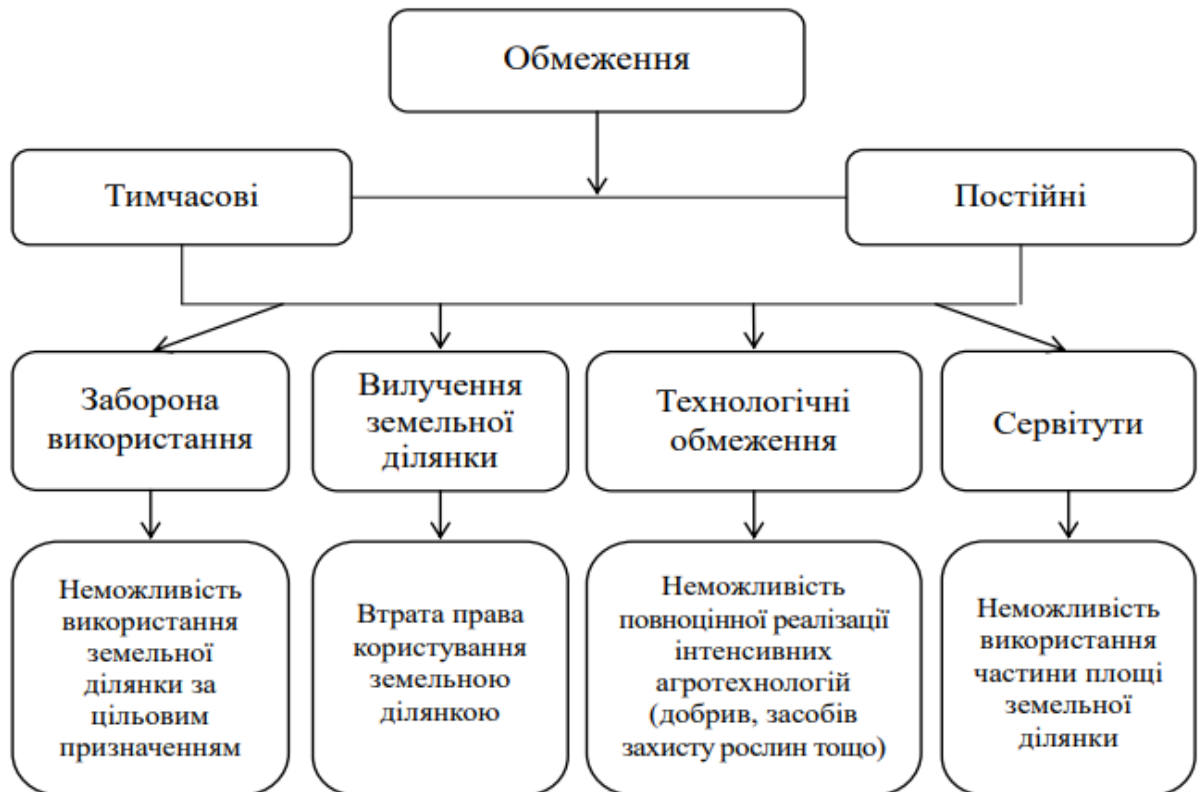 Обмеження
Тимчасові
Постійні
Заборона
використання
Вилучення
земельної
ділянки
Технологічні
обмеження
Сервітути
Неможливість
використання
земельної
ділянки за
цільовим
призначенням
Втрата права
користування
земельною
ділянкою
Неможливість
повноцінної реалізації
інтенсивних
агротехнологій
(добрив, засобів
захисту рослин тощо)
Неможливість
використання
частини площі
земельної
ділянки